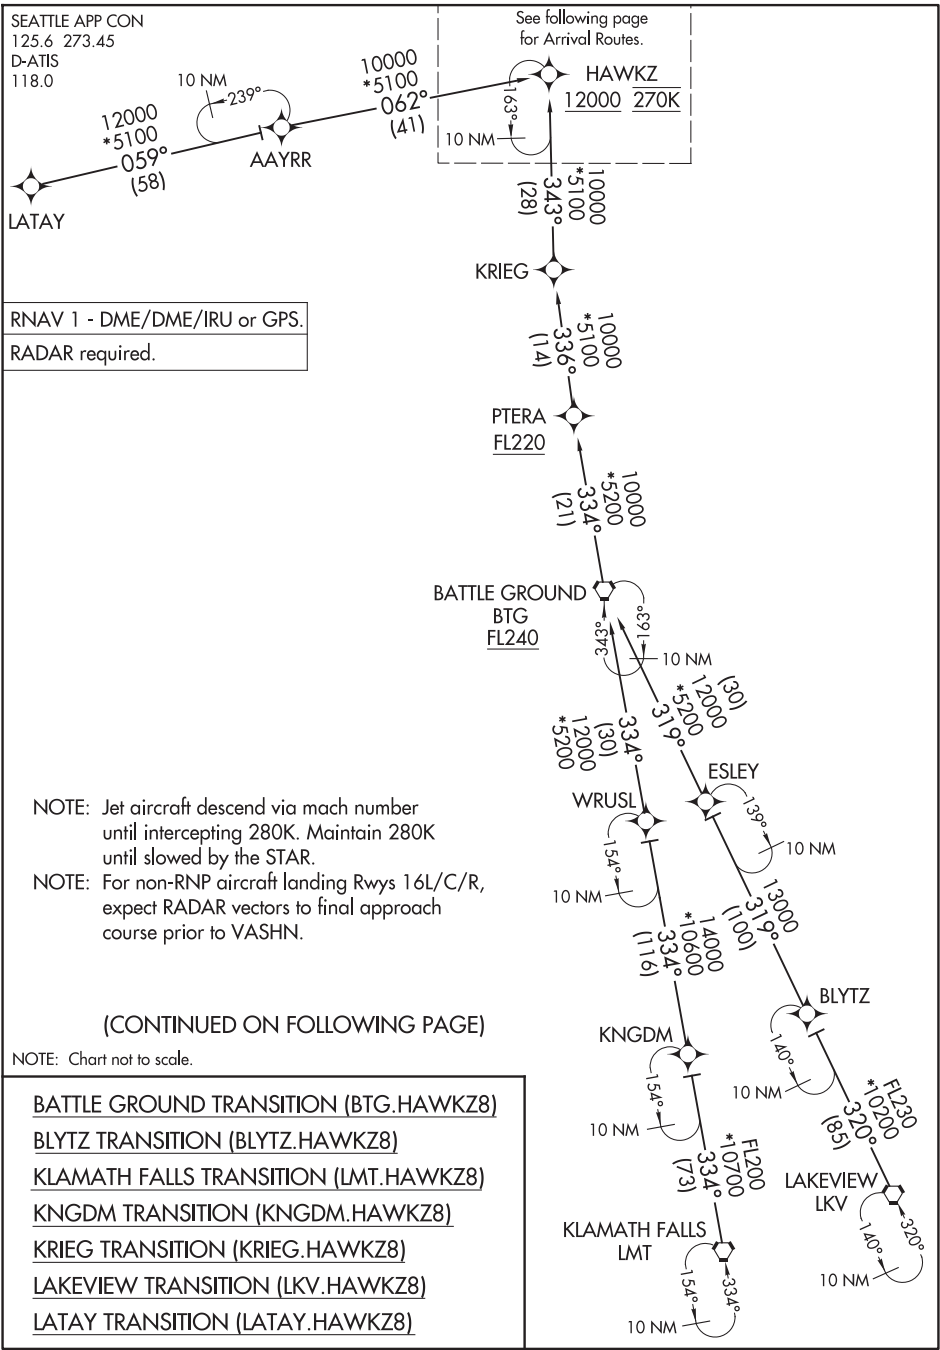 SEATTLE APP CON
125.6 273.45
D-ATIS
118.0
See following page
for Arrival Routes.
HAWKZ
12000 270K
10 NM
163°
10000
*5100
062°
(41)
10 NM
239°
AAYRR
12000
*5100
059°
(58)
LATAY
10000
*5100
343°
(28)
KRIEG
RNAV 1 - DME/DME/IRU or GPS.
RADAR required.
10000
*5100
336°
(14)
PTERA
FL220
10000
*5200
334°
(21)
BATTLE GROUND
BTG
FL240
343°
163°
10 NM
(30)
12000
*5200
319°
334°
(30)
12000
*5200
ESLEY
139°
10 NM
WRUSL
154°
10 NM
NOTE: Jet aircraft descend via mach number
until intercepting 280K. Maintain 280K
until slowed by the STAR.
NOTE: For non-RNP aircraft landing Rwys 16L/C/R,
expect RADAR vectors to final approach
course prior to VASHN.
13000
319°
(100)
14000
*10600
334°
(116)
BLYTZ
140°
10 NM
KNGDM
154°
10 NM
(CONTINUED ON FOLLOWING PAGE)
NOTE: Chart not to scale.
FL230
*10200
320°
(85)
FL200
*10700
334°
(73)
LAKEVIEW
LKV
140°
320°
10 NM
KLAMATH FALLS
LMT
154°
334°
10 NM
BATTLE GROUND TRANSITION (BTG.HAWKZ8)
BLYTZ TRANSITION (BLYTZ.HAWKZ8)
KLAMATH FALLS TRANSITION (LMT.HAWKZ8)
KNGDM TRANSITION (KNGDM.HAWKZ8)
KRIEG TRANSITION (KRIEG.HAWKZ8)
LAKEVIEW TRANSITION (LKV.HAWKZ8)
LATAY TRANSITION (LATAY.HAWKZ8)